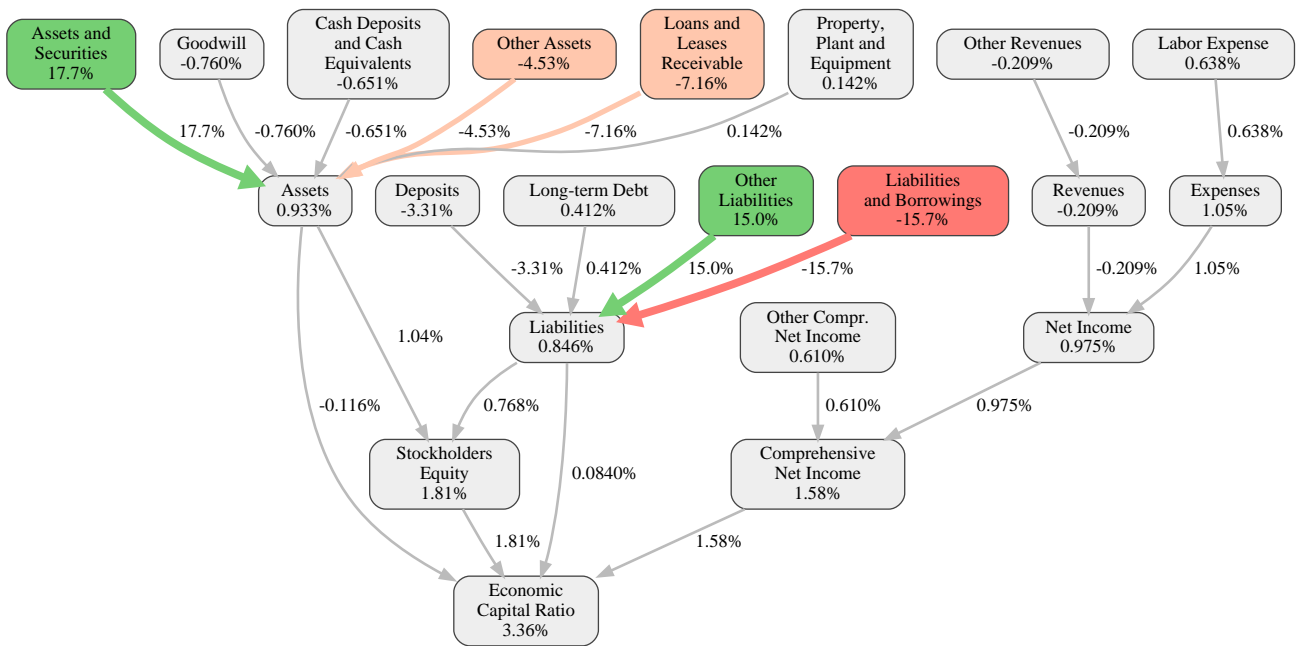 Assets and
Securities
17.7%
Goodwill
-0.760%
Cash Deposits
and Cash
Equivalents
-0.651%
Other Assets
-4.53%
Loans and
Leases
Receivable
-7.16%
Property,
Plant and
Equipment
0.142%
Other Revenues
-0.209%
Labor Expense
0.638%
17.7%
-0.760%
-0.651%
-4.53%
-7.16%
0.142%
-0.209%
0.638%
Assets
0.933%
Deposits
-3.31%
Long-term Debt
0.412%
Other
Liabilities
15.0%
Liabilities
and Borrowings
-15.7%
Revenues
-0.209%
Expenses
1.05%
-3.31%
0.412%
15.0%
-15.7%
-0.209%
1.05%
1.04%
Liabilities
0.846%
Other Compr.
Net Income
0.610%
Net Income
0.975%
-0.116%
0.768%
0.610%
0.975%
Stockholders
Equity
1.81%
0.0840%
Comprehensive
Net Income
1.58%
1.81%
1.58%
Economic
Capital Ratio
3.36%